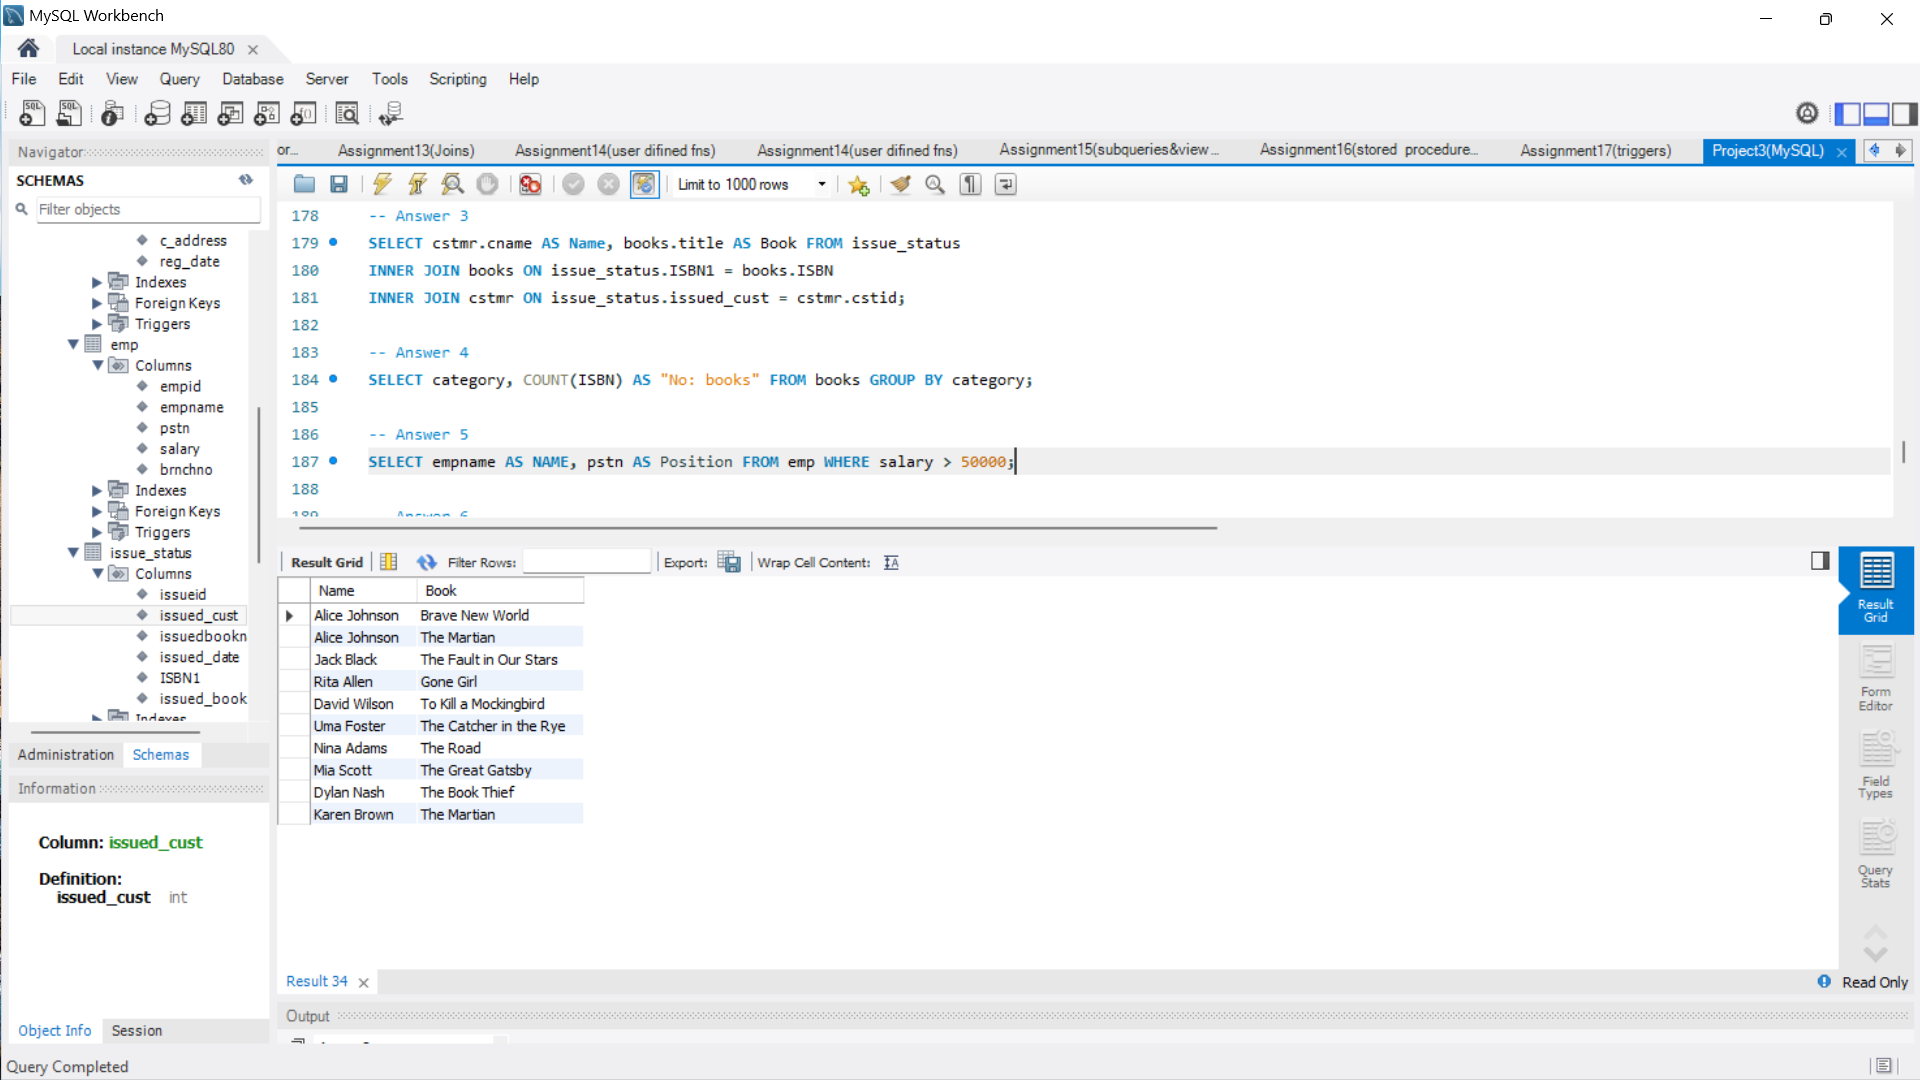 MySQL Workbench
Local instance MySQL80
File Edit View Query Database Server Tools Scripting Help
Navigator
or...
Assignment13(Joins)
Assignment14(user difined fns)
Assignment14(user difined fns)
Assignment15(subqueries&view...
Assignment16(stored procedure...
Assignment17(triggers)
Project3(MySQL)
SCHEMAS
Filter objects
c_address
reg_date
Indexes
Foreign Keys
Triggers
emp
Columns
empid
empname
pstn
salary
brnchno
Indexes
Foreign Keys
Triggers
issue_status
Columns
issueid
issued_cust
issuedbookn
issued_date
ISBN1
issued_book
Indexes
Administration Schemas
Information
Column: issued_cust
Definition:
issued_cust int
Object Info Session
Limit to 1000 rows
178 -- Answer 3
179 SELECT cstmr.cname AS Name, books.title AS Book FROM issue_status
180 INNER JOIN books ON issue_status.ISBN1 = books.ISBN
181 INNER JOIN cstmr ON issue_status.issued_cust = cstmr.cstid;
182
183 -- Answer 4
184 SELECT category, COUNT(ISBN) AS "No: books" FROM books GROUP BY category;
185
186 -- Answer 5
187 SELECT empname AS NAME, pstn AS Position FROM emp WHERE salary > 50000;
188
189 -- Answer 6
Result Grid Filter Rows: Export: Wrap Cell Content:
Name Book
Alice Johnson Brave New World
Alice Johnson The Martian
Jack Black The Fault in Our Stars
Rita Allen Gone Girl
David Wilson To Kill a Mockingbird
Uma Foster The Catcher in the Rye
Nina Adams The Road
Mia Scott The Great Gatsby
Dylan Nash The Book Thief
Karen Brown The Martian
Result
Grid
Form
Editor
Field
Types
Query
Stats
Result 34
Read Only
Output
Query Completed